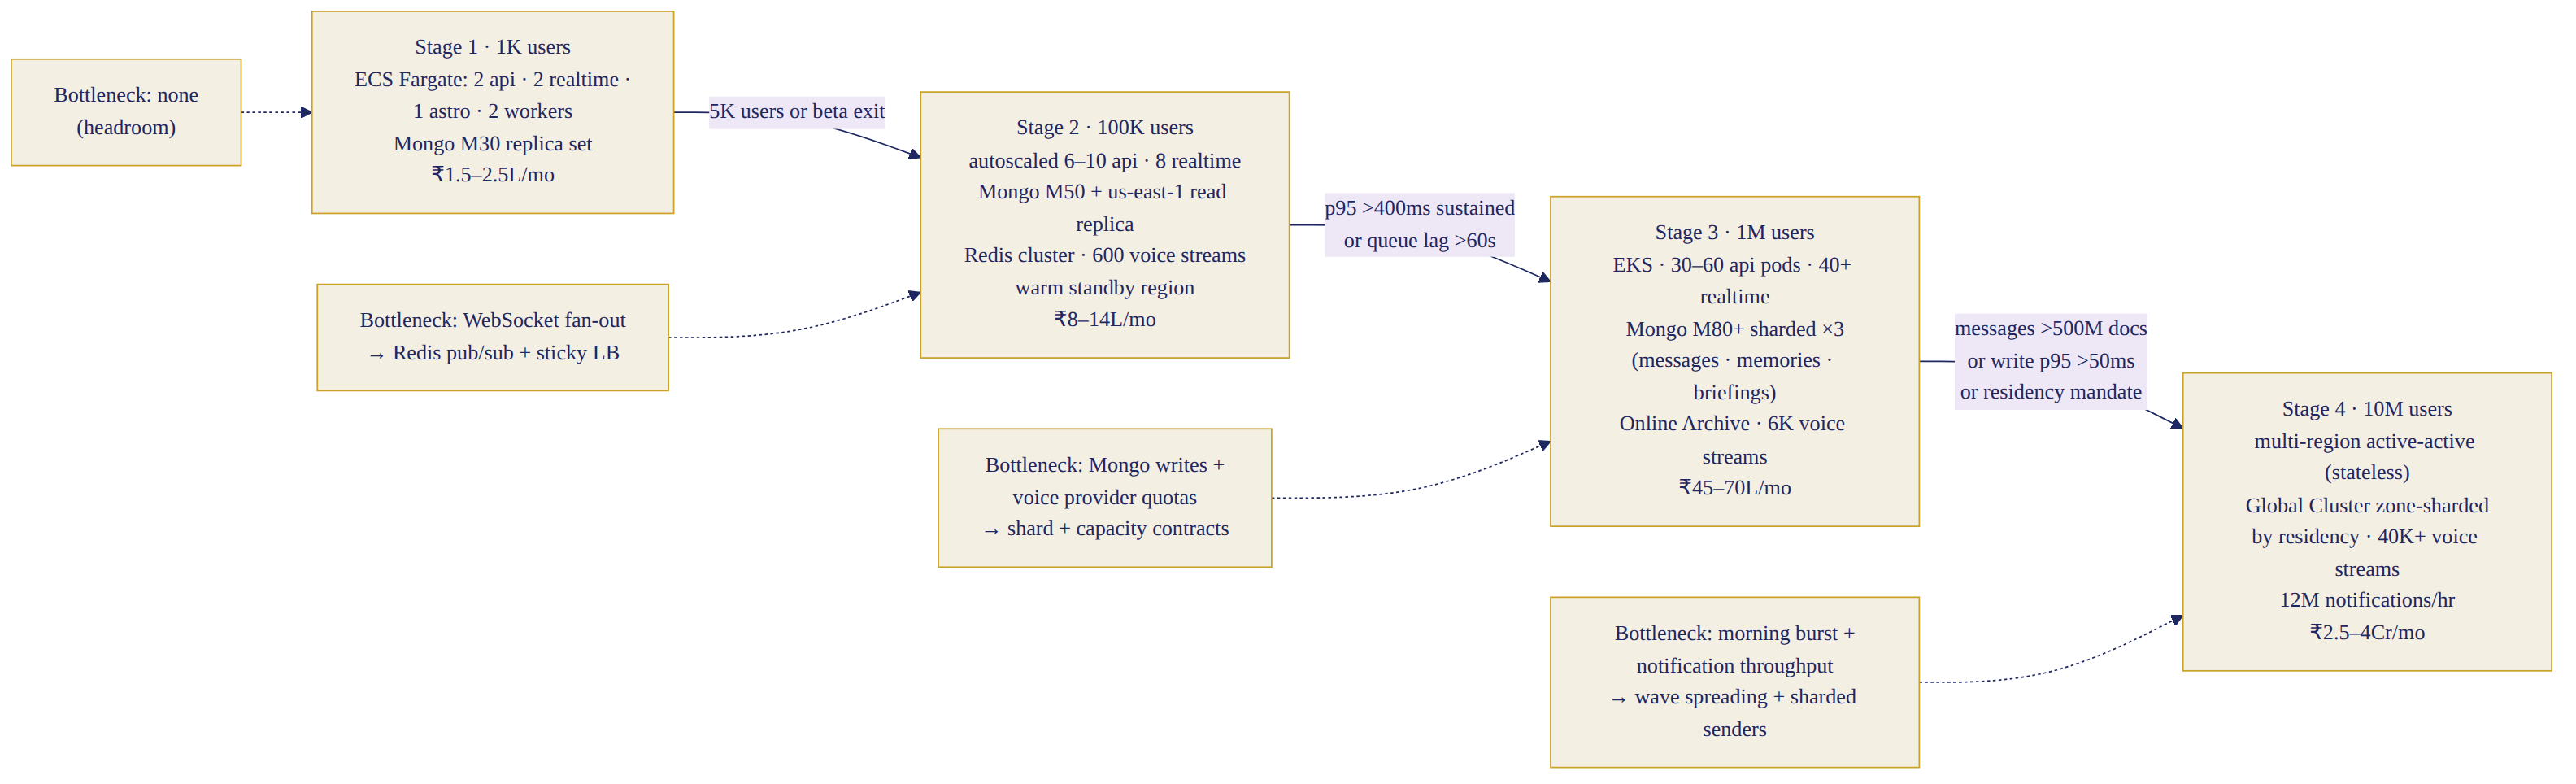 Bottleneck: none
(headroom)
Stage 1 · 1K users
ECS Fargate: 2 api · 2 realtime ·
1 astro · 2 workers
Mongo M30 replica set
₹1.5–2.5L/mo
5K users or beta exit
Bottleneck: WebSocket fan-out
→ Redis pub/sub + sticky LB
Stage 2 · 100K users
autoscaled 6–10 api · 8 realtime
Mongo M50 + us-east-1 read
replica
Redis cluster · 600 voice streams
warm standby region
₹8–14L/mo
p95 >400ms sustained
or queue lag >60s
Bottleneck: Mongo writes +
voice provider quotas
→ shard + capacity contracts
Stage 3 · 1M users
EKS · 30–60 api pods · 40+
realtime
Mongo M80+ sharded ×3
(messages · memories ·
briefings)
Online Archive · 6K voice
streams
₹45–70L/mo
messages >500M docs
or write p95 >50ms
or residency mandate
Bottleneck: morning burst +
notification throughput
→ wave spreading + sharded
senders
Stage 4 · 10M users
multi-region active-active
(stateless)
Global Cluster zone-sharded
by residency · 40K+ voice
streams
12M notifications/hr
₹2.5–4Cr/mo